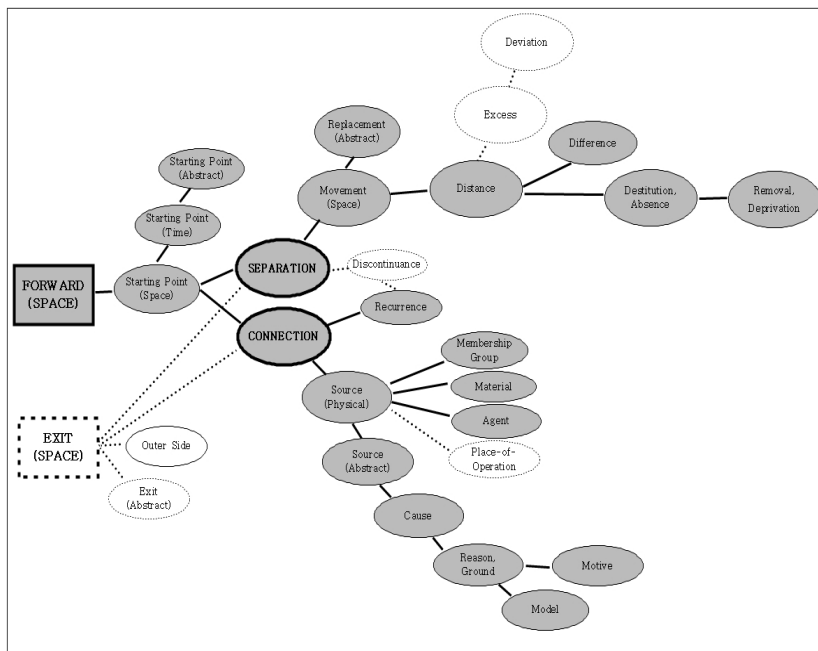 Deviation
Excess
Replacement
(Abstract)
Difference
Starting Point
(Abstract)
Movement
(Space)
Distance
Destitution,
Absence
Removal,
Deprivation
Starting Point
(Time)
SEPARATION
Discontinuance
FORWARD
(SPACE)
Starting Point
(Space)
Recurrence
CONNECTION
Membership
Group
Source
(Physical)
Material
Agent
EXIT
(SPACE)
Outer Side
Source
(Abstract)
Place-of-
Operation
Exit
(Abstract)
Cause
Reason,
Ground
Motive
Model